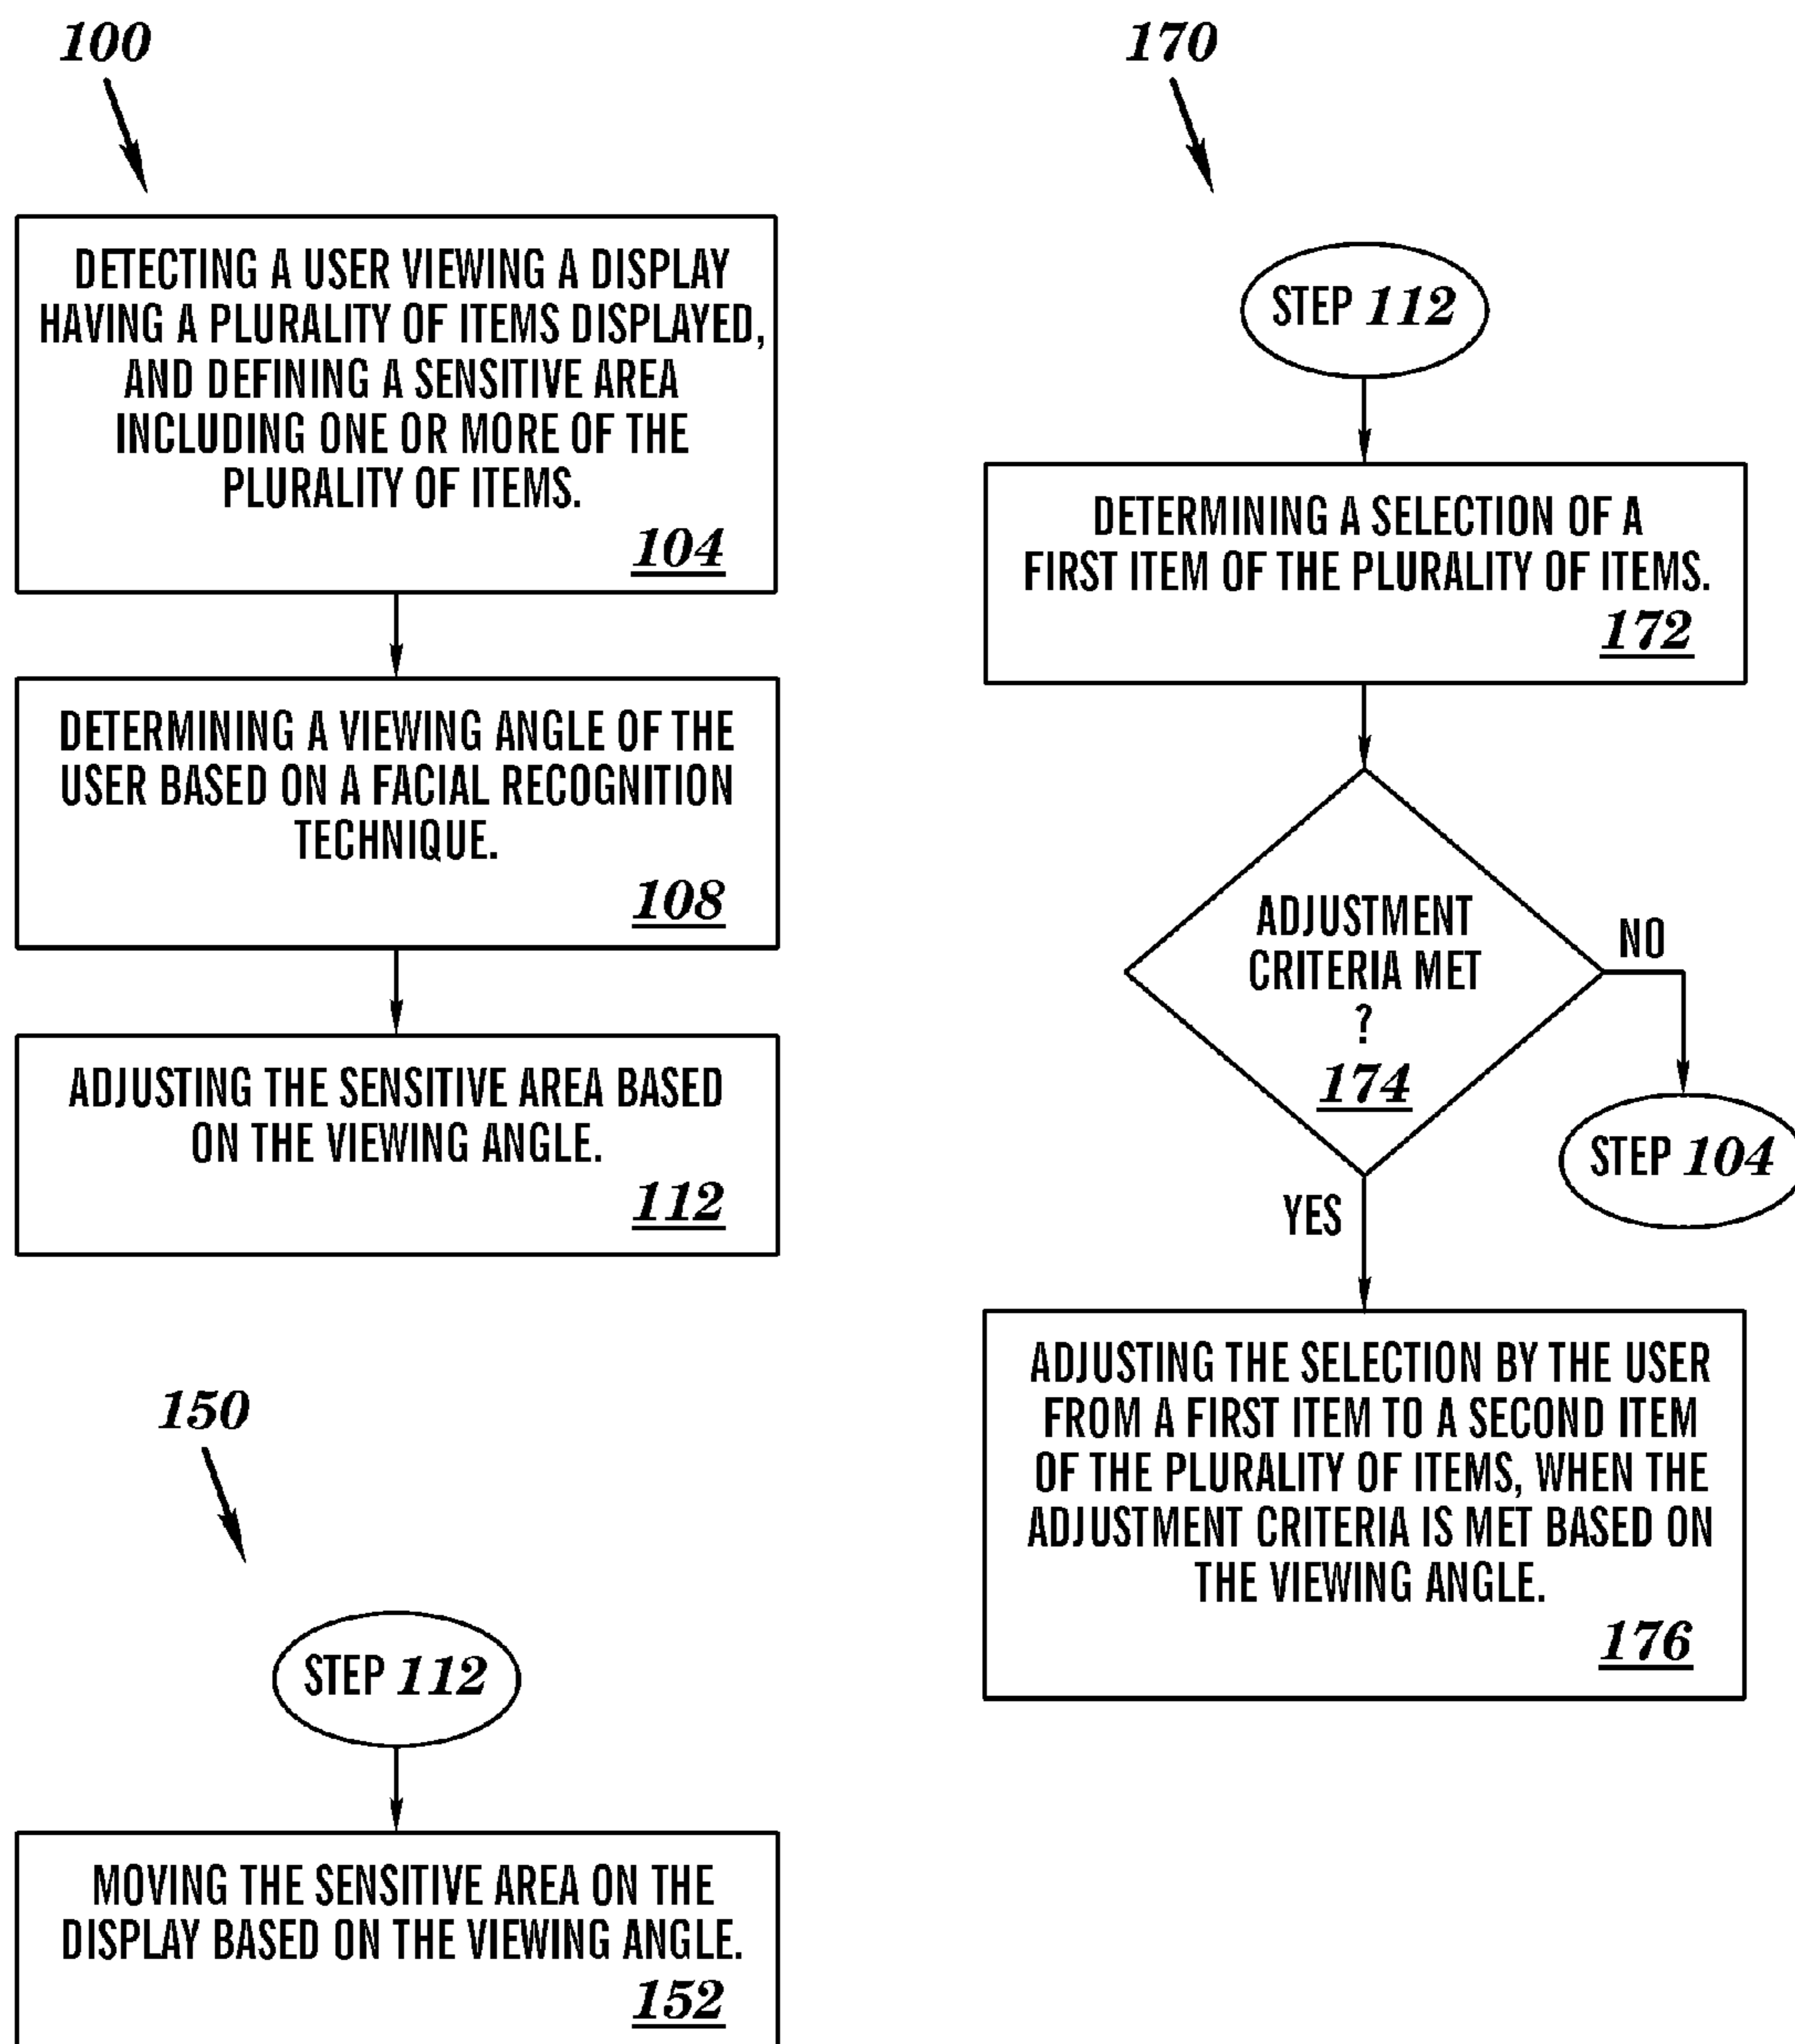 100
DETECTING A USER VIEWING A DISPLAY
HAVING A PLURALITY OF ITEMS DISPLAYED,
AND DEFINING A SENSITIVE AREA
INCLUDING ONE OR MORE OF THE
PLURALITY OF ITEMS.
104
DETERMINING A VIEWING ANGLE OF THE
USER BASED ON A FACIAL RECOGNITION
TECHNIQUE.
108
ADJUSTING THE SENSITIVE AREA BASED
ON THE VIEWING ANGLE.
112
150
STEP 112
MOVING THE SENSITIVE AREA ON THE
DISPLAY BASED ON THE VIEWING ANGLE.
152
170
STEP 112
DETERMINING A SELECTION OF A
FIRST ITEM OF THE PLURALITY OF ITEMS.
172
ADJUSTMENT
CRITERIA MET
?
174
NO
STEP 104
YES
ADJUSTING THE SELECTION BY THE USER
FROM A FIRST ITEM TO A SECOND ITEM
OF THE PLURALITY OF ITEMS, WHEN THE
ADJUSTMENT CRITERIA IS MET BASED ON
THE VIEWING ANGLE.
176